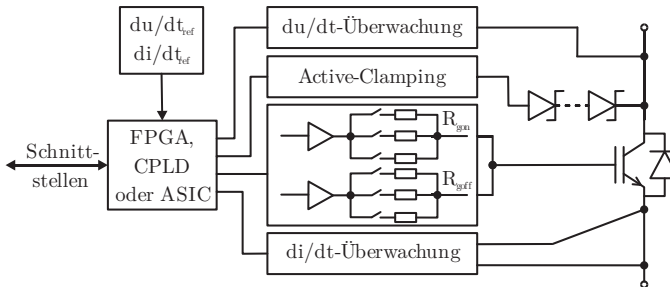 du/dt_ref
di/dt_ref
du/dt-Überwachung
Active-Clamping
R_gon
FPGA,
CPLD
oder ASIC
Schnitt-
stellen
R_goff
di/dt-Überwachung